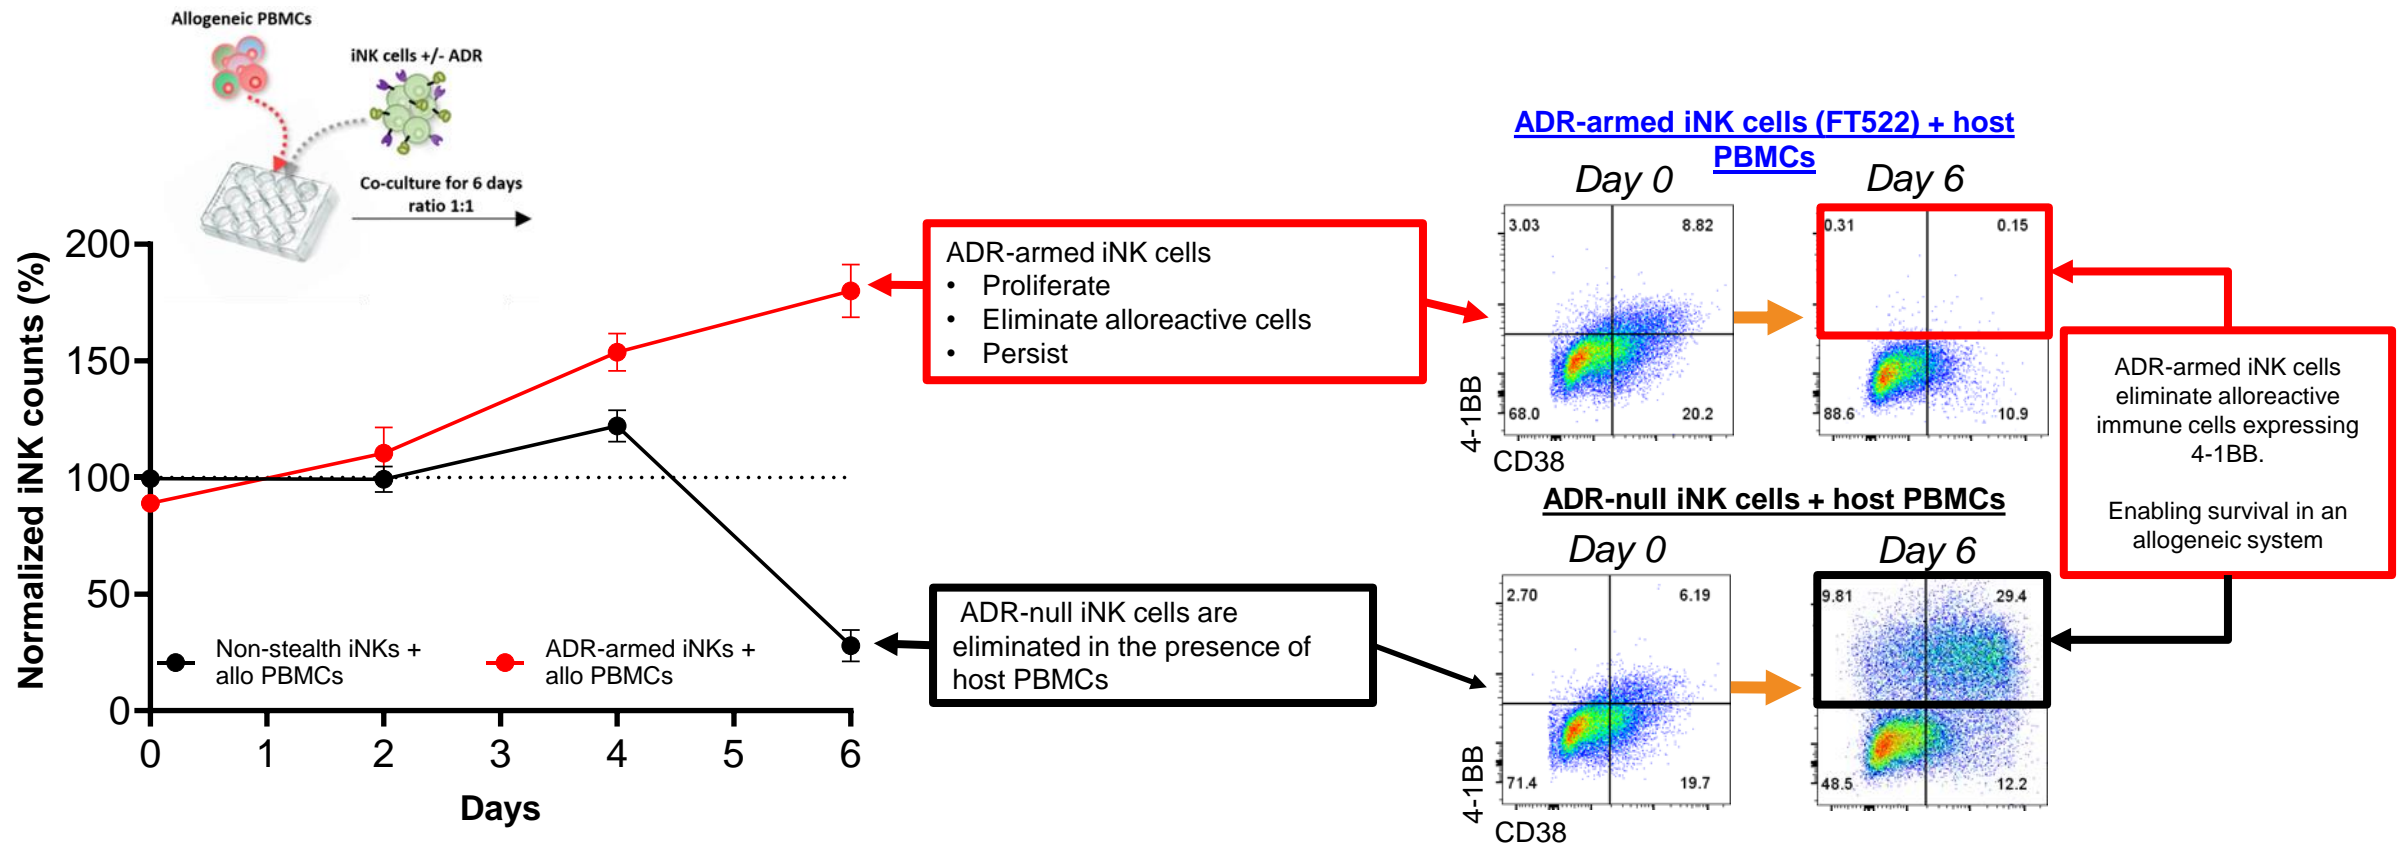 Allogeneic PBMCs
iNK cells +/- ADR
Co-culture for 6 days
ratio 1:1
Normalized iNK counts (%)
200
150
100
50
0
0
1
2
3
4
5
6
Days
Non-stealth iNKs +
allo PBMCs
ADR-armed iNKs +
allo PBMCs
ADR-armed iNK cells
• Proliferate
• Eliminate alloreactive cells
• Persist
ADR-null iNK cells are
eliminated in the presence of
host PBMCs
ADR-armed iNK cells (FT522) + host
PBMCs
Day 0
Day 6
3.03
8.82
68.0
20.2
0.31
0.15
88.6
10.9
4-1BB
CD38
ADR-null iNK cells + host PBMCs
Day 0
Day 6
2.70
6.19
71.4
19.7
9.81
29.4
48.5
12.2
4-1BB
CD38
ADR-armed iNK cells
eliminate alloreactive
immune cells expressing
4-1BB.
Enabling survival in an
allogeneic system